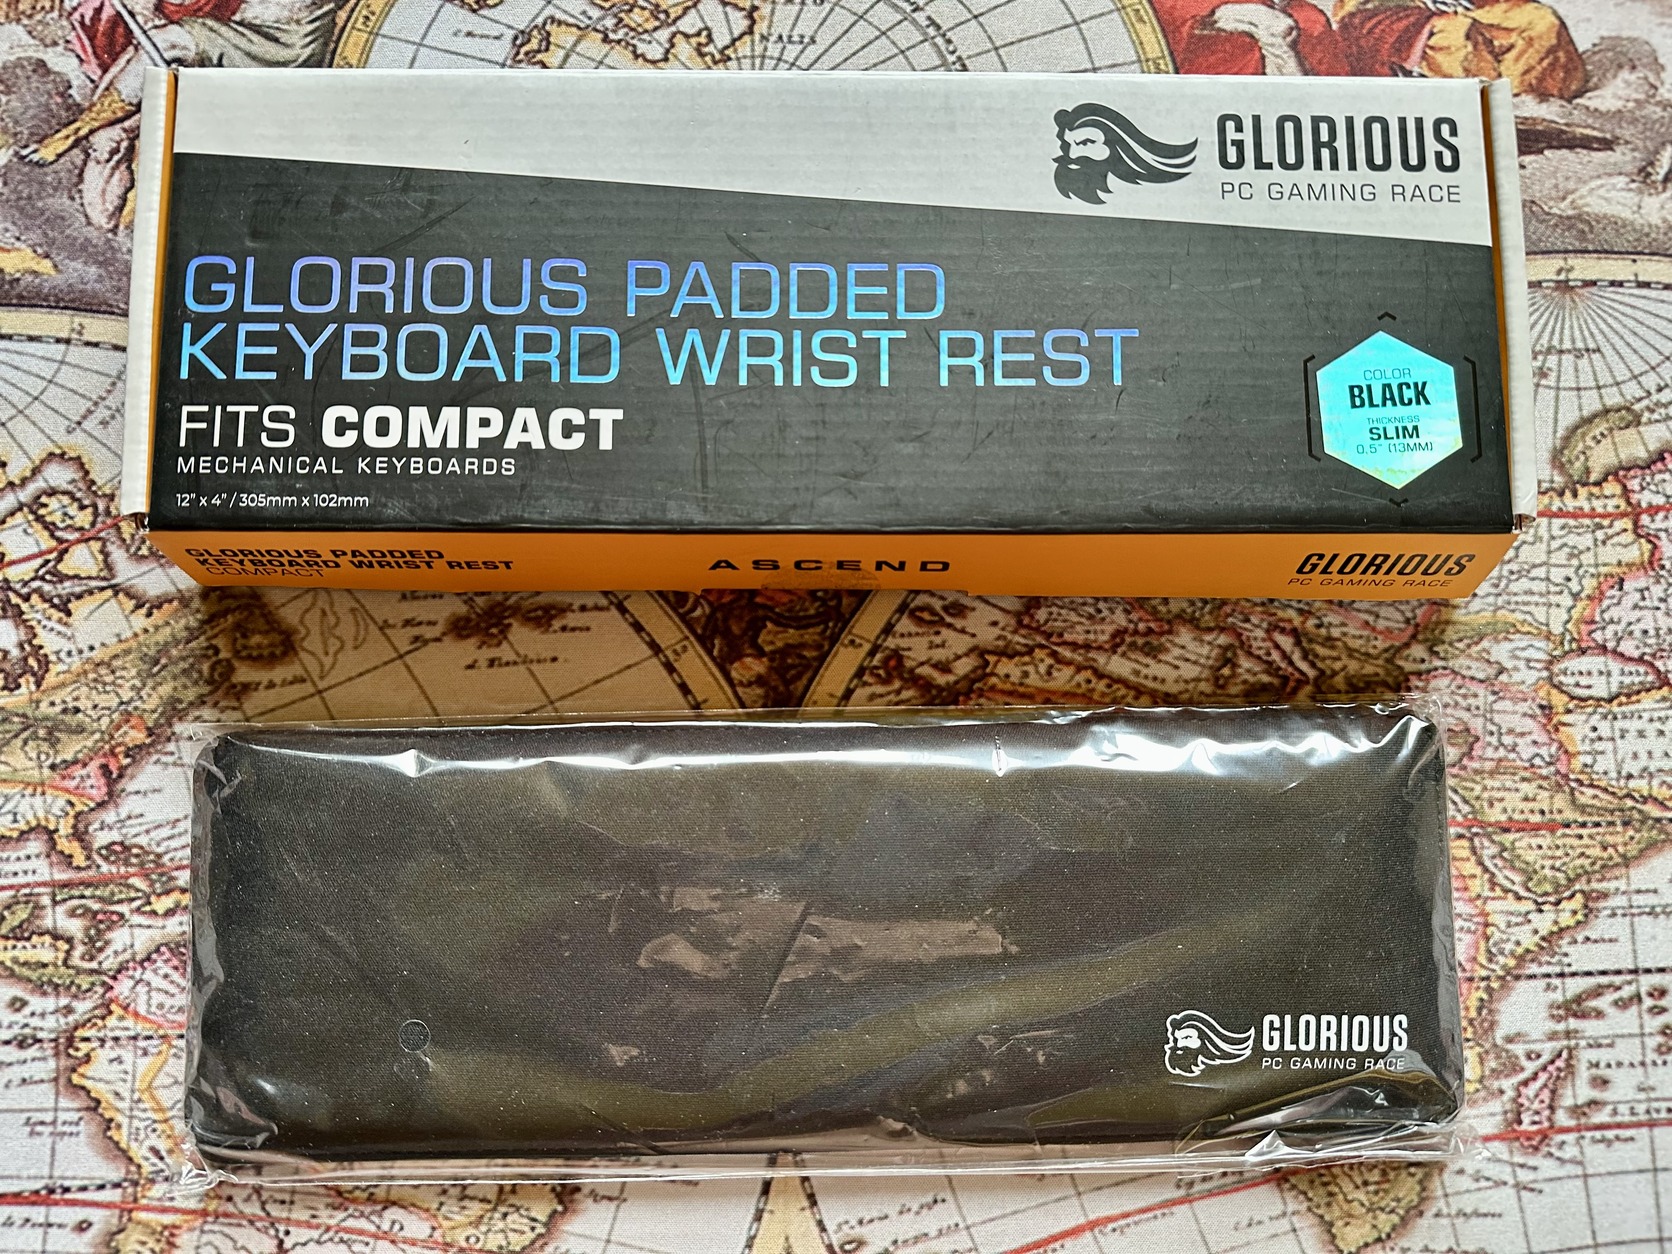 GLORIOUS
PC GAMING RACE
GLORIOUS PADDED
KEYBOARD WRIST REST
FITS COMPACT
MECHANICAL KEYBOARDS
12" x 4" / 305mm x 102mm
COLOR
BLACK
THICKNESS
SLIM
0.5" (13MM)
GLORIOUS PADDED
KEYBOARD WRIST REST
COMPACT
ASCEND
GLORIOUS
PC GAMING RACE
GLORIOUS
PC GAMING RACE